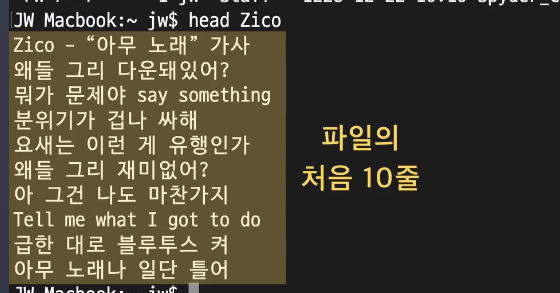 JW Macbook:~ jw$ head Zico
Zico - “아무 노래” 가사
왜들 그리 다운돼있어?
뭐가 문제야 say something
분위기가 겁나 싸해
요새는 이런 게 유행인가
왜들 그리 재미없어?
아 그건 나도 마찬가지
Tell me what I got to do
급한 대로 블루투스 켜
아무 노래나 일단 틀어
파일의
처음 10줄